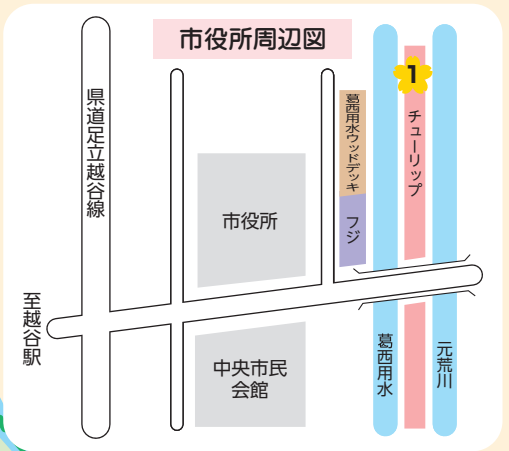 市役所周辺図
1
県道足立越谷線
葛西用水ウッドデッキ
チューリップ
フジ
市役所
至越谷駅
中央市民
会館
葛西用水
元荒川